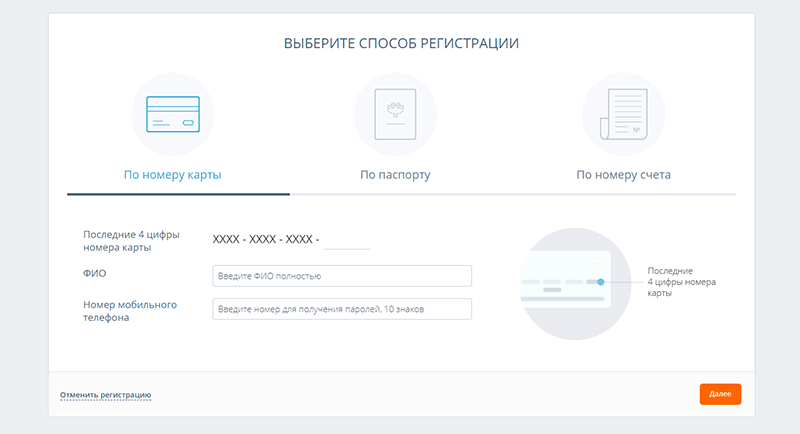 ВЫБЕРИТЕ СПОСОБ РЕГИСТРАЦИИ
№
По номеру карты
По паспорту
По номеру счета
Последние 4 цифры
номера карты
XXXX - XXXX - XXXX -
ФИО
Введите ФИО полностью
Номер мобильного
телефона
Введите номер для получения паролей, 10 знаков
Последние
4 цифры номера
карты
Отменить регистрацию
Далее